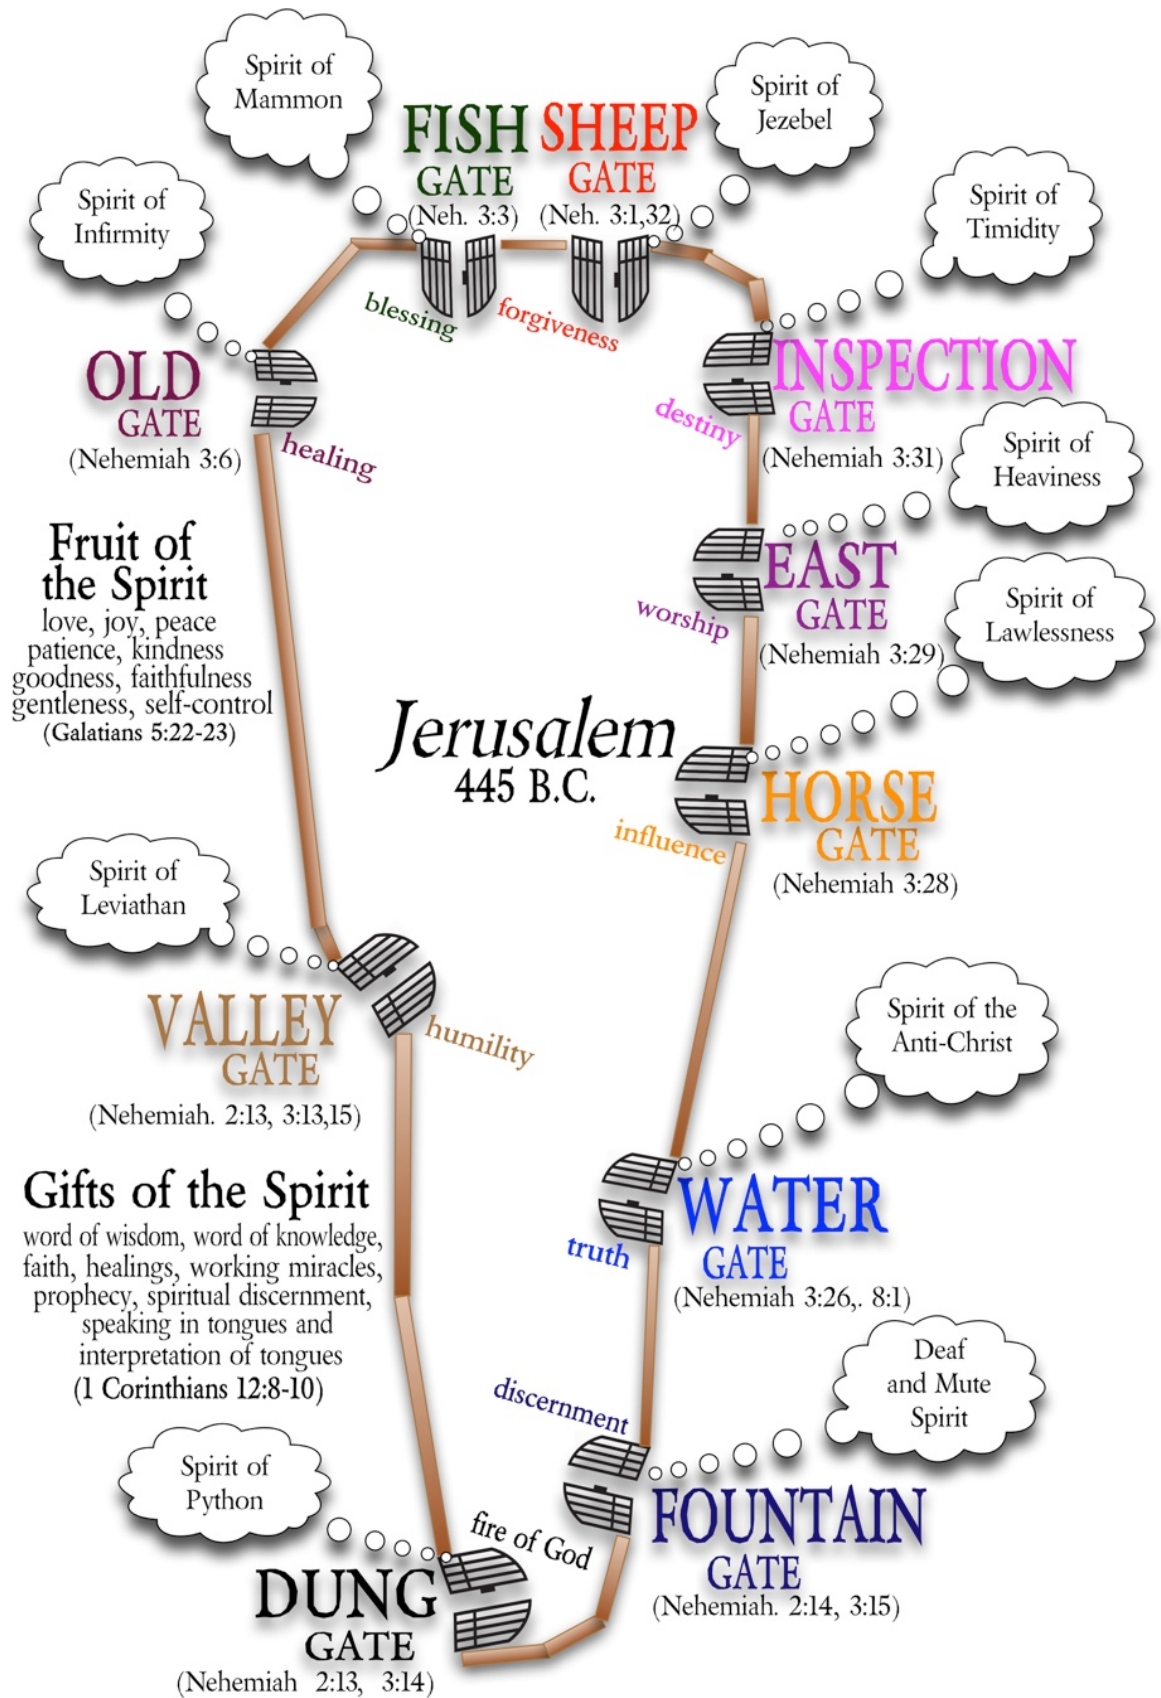 Spirit of
Mammon
Spirit of
Jezebel
FISH
GATE
(Neh. 3:3)
SHEEP
GATE
(Neh. 3:1,32)
Spirit of
Infirmity
Spirit of
Timidity
blessing
forgiveness
OLD
GATE
(Nehemiah 3:6)
healing
INSPECTION
GATE
(Nehemiah 3:31)
destiny
Spirit of
Heaviness
Fruit of
the Spirit
love, joy, peace
patience, kindness
goodness, faithfulness
gentleness, self-control
(Galatians 5:22-23)
EAST
GATE
(Nehemiah 3:29)
worship
Spirit of
Lawlessness
Jerusalem
445 B.C.
HORSE
GATE
(Nehemiah 3:28)
influence
Spirit of
Leviathan
VALLEY
GATE
(Nehemiah. 2:13, 3:13,15)
humility
Spirit of the
Anti-Christ
Gifts of the Spirit
word of wisdom, word of knowledge,
faith, healings, working miracles,
prophecy, spiritual discernment,
speaking in tongues and
interpretation of tongues
(1 Corinthians 12:8-10)
WATER
GATE
(Nehemiah 3:26,. 8:1)
truth
Deaf
and Mute
Spirit
discernment
Spirit of
Python
FOUNTAIN
GATE
(Nehemiah. 2:14, 3:15)
fire of God
DUNG
GATE
(Nehemiah 2:13, 3:14)